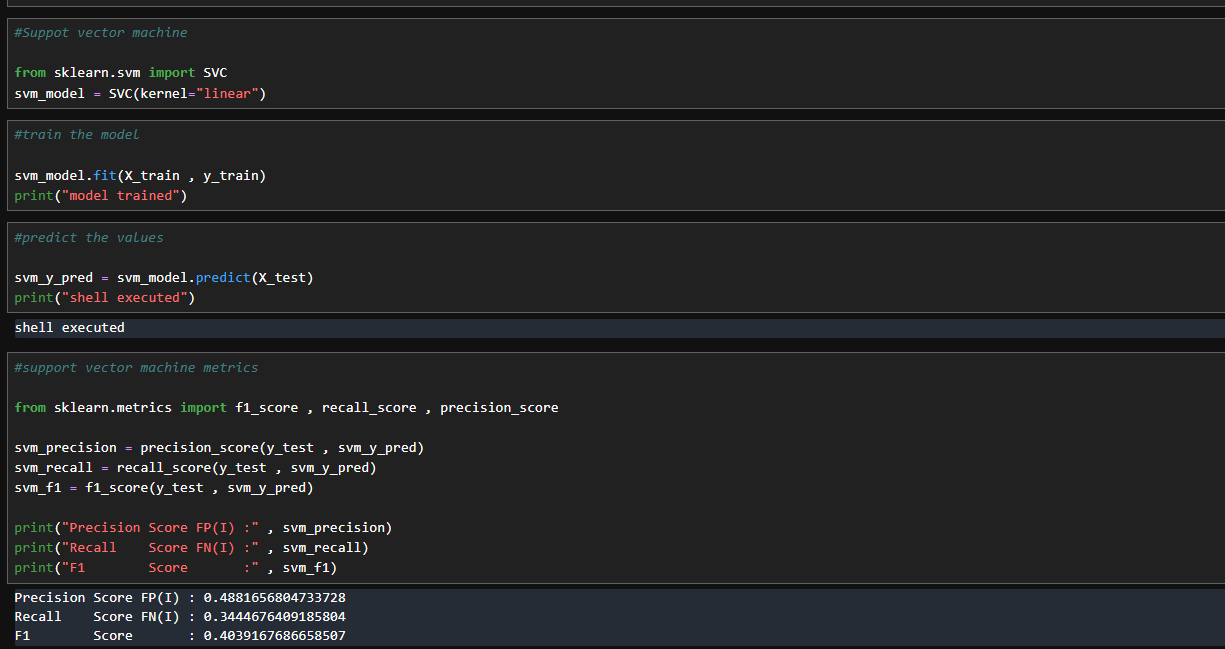 #Suppot vector machine
from sklearn.svm import SVC
svm_model = SVC(kernel="linear")
#train the model
svm_model.fit(X_train , y_train)
print("model trained")
#predict the values
svm_y_pred = svm_model.predict(X_test)
print("shell executed")
shell executed
#support vector machine metrics
from sklearn.metrics import f1_score , recall_score , precision_score
svm_precision = precision_score(y_test , svm_y_pred)
svm_recall = recall_score(y_test , svm_y_pred)
svm_f1 = f1_score(y_test , svm_y_pred)
print("Precision Score FP(I) :" , svm_precision)
print("Recall    Score FN(I) :" , svm_recall)
print("F1        Score       :" , svm_f1)
Precision Score FP(I) : 0.4881656804733728
Recall    Score FN(I) : 0.3444676409185804
F1        Score       : 0.4039167686658507